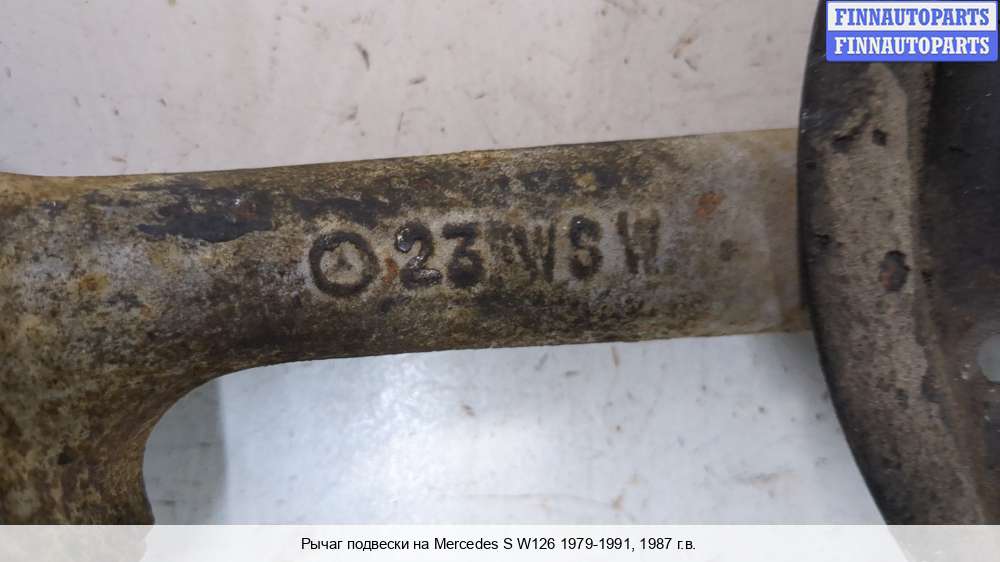 FINNAUTOPARTS
FINNAUTOPARTS
23 WSW
Рычаг подвески на Mercedes S W126 1979-1991, 1987 г.в.